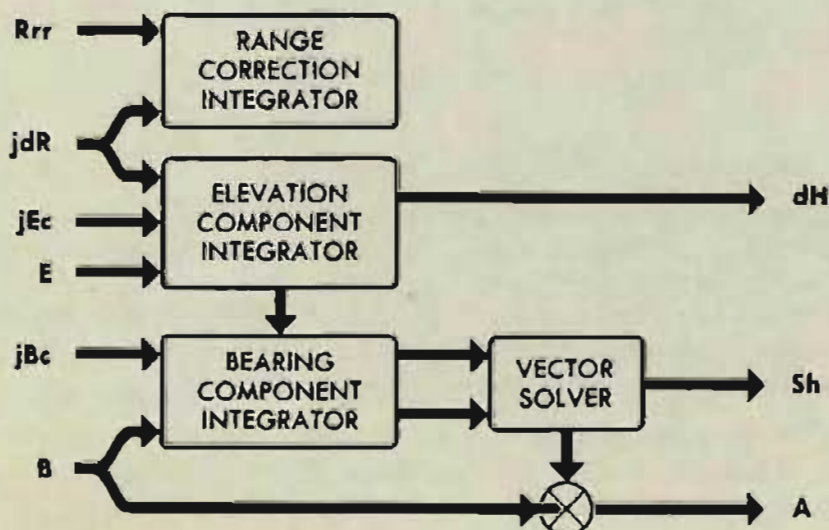 Rrr
RANGE
CORRECTION
INTEGRATOR
jdR
ELEVATION
COMPONENT
INTEGRATOR
dH
jEc
E
jBc
BEARING
COMPONENT
INTEGRATOR
VECTOR
SOLVER
Sh
B
A